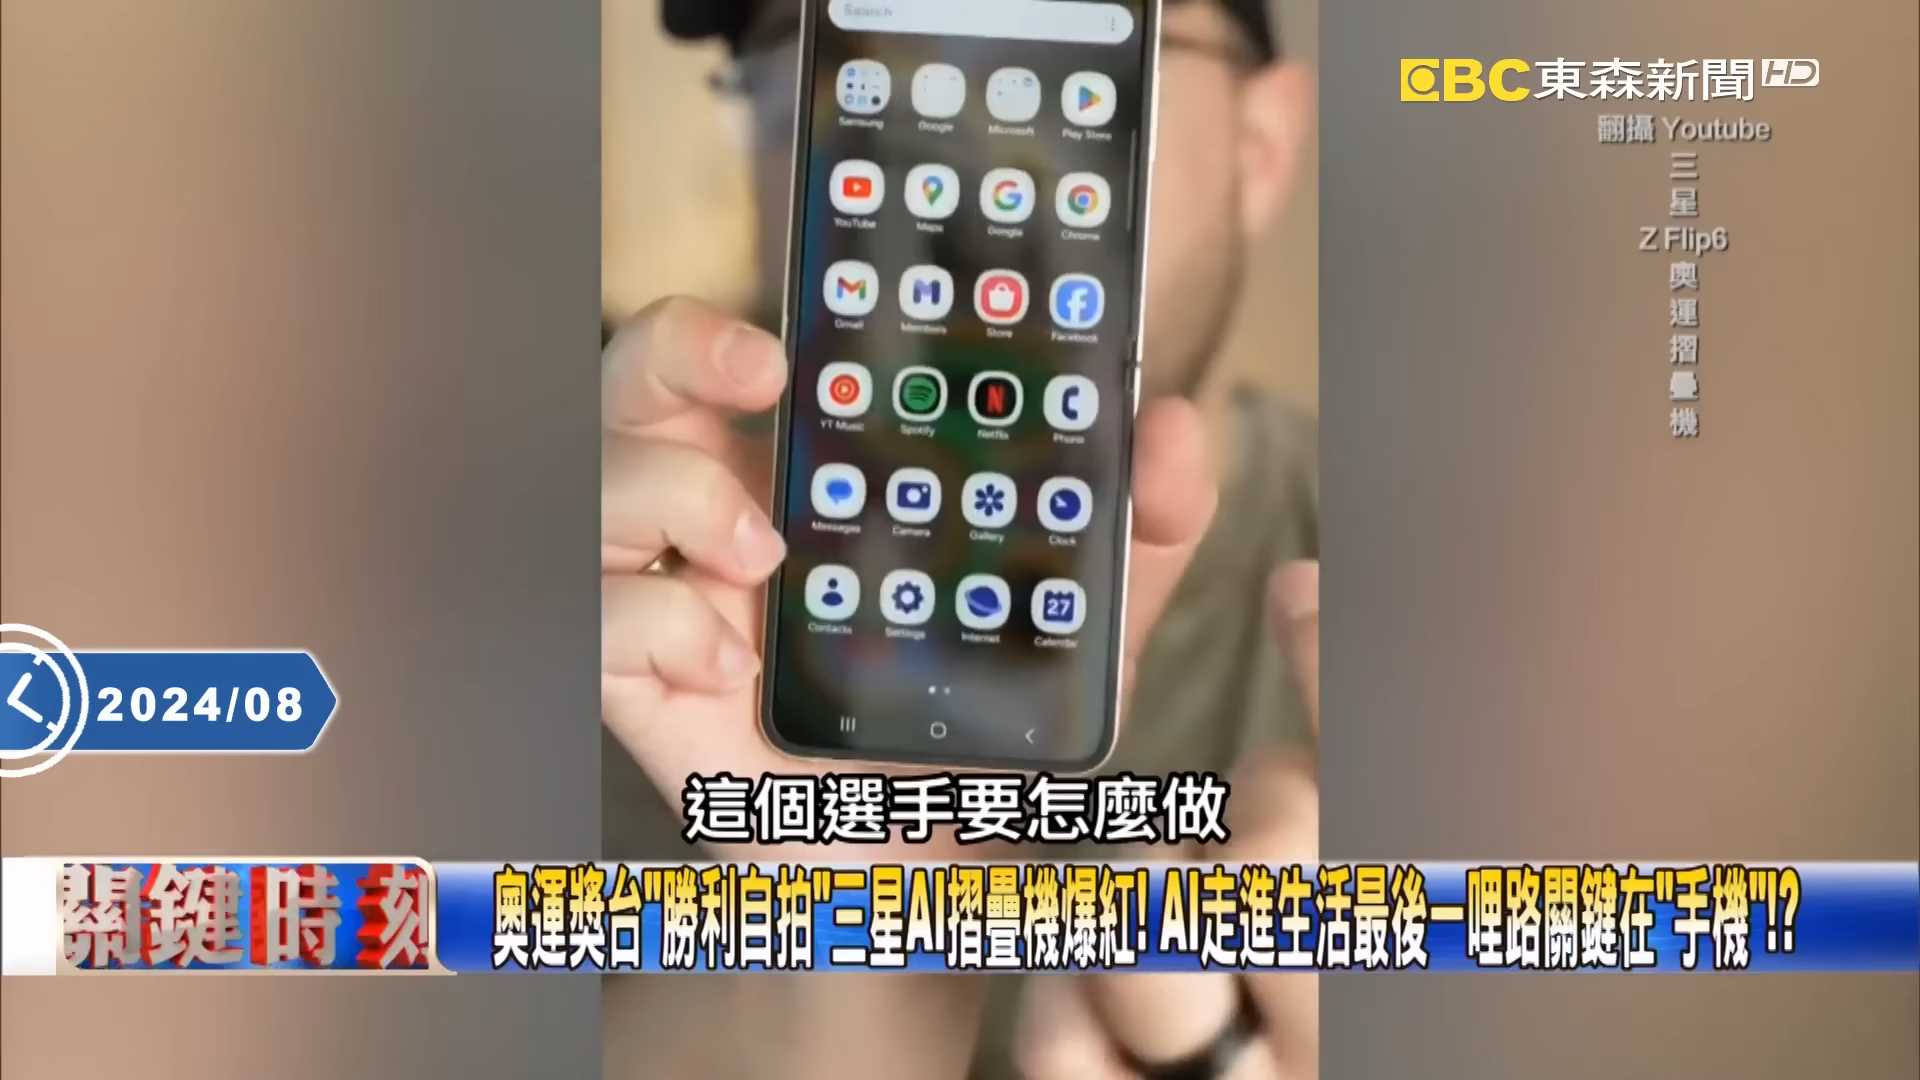 EBC東森新聞HD
翻攝 Youtube
三
星
Z Flip6
奧
運
摺
疊
機
Search
Samsung Google Microsoft Play Store
YouTube Maps Google Chrome
Gmail Members Store Facebook
YT Music Spotify Netflix Phone
Messages Camera Gallery Clock
27
Contacts Settings Internet Calendar
2024/08
這個選手要怎麼做
關鍵時刻
奧運獎台"勝利自拍"三星AI摺疊機爆紅! AI走進生活最後一哩路關鍵在"手機"!?